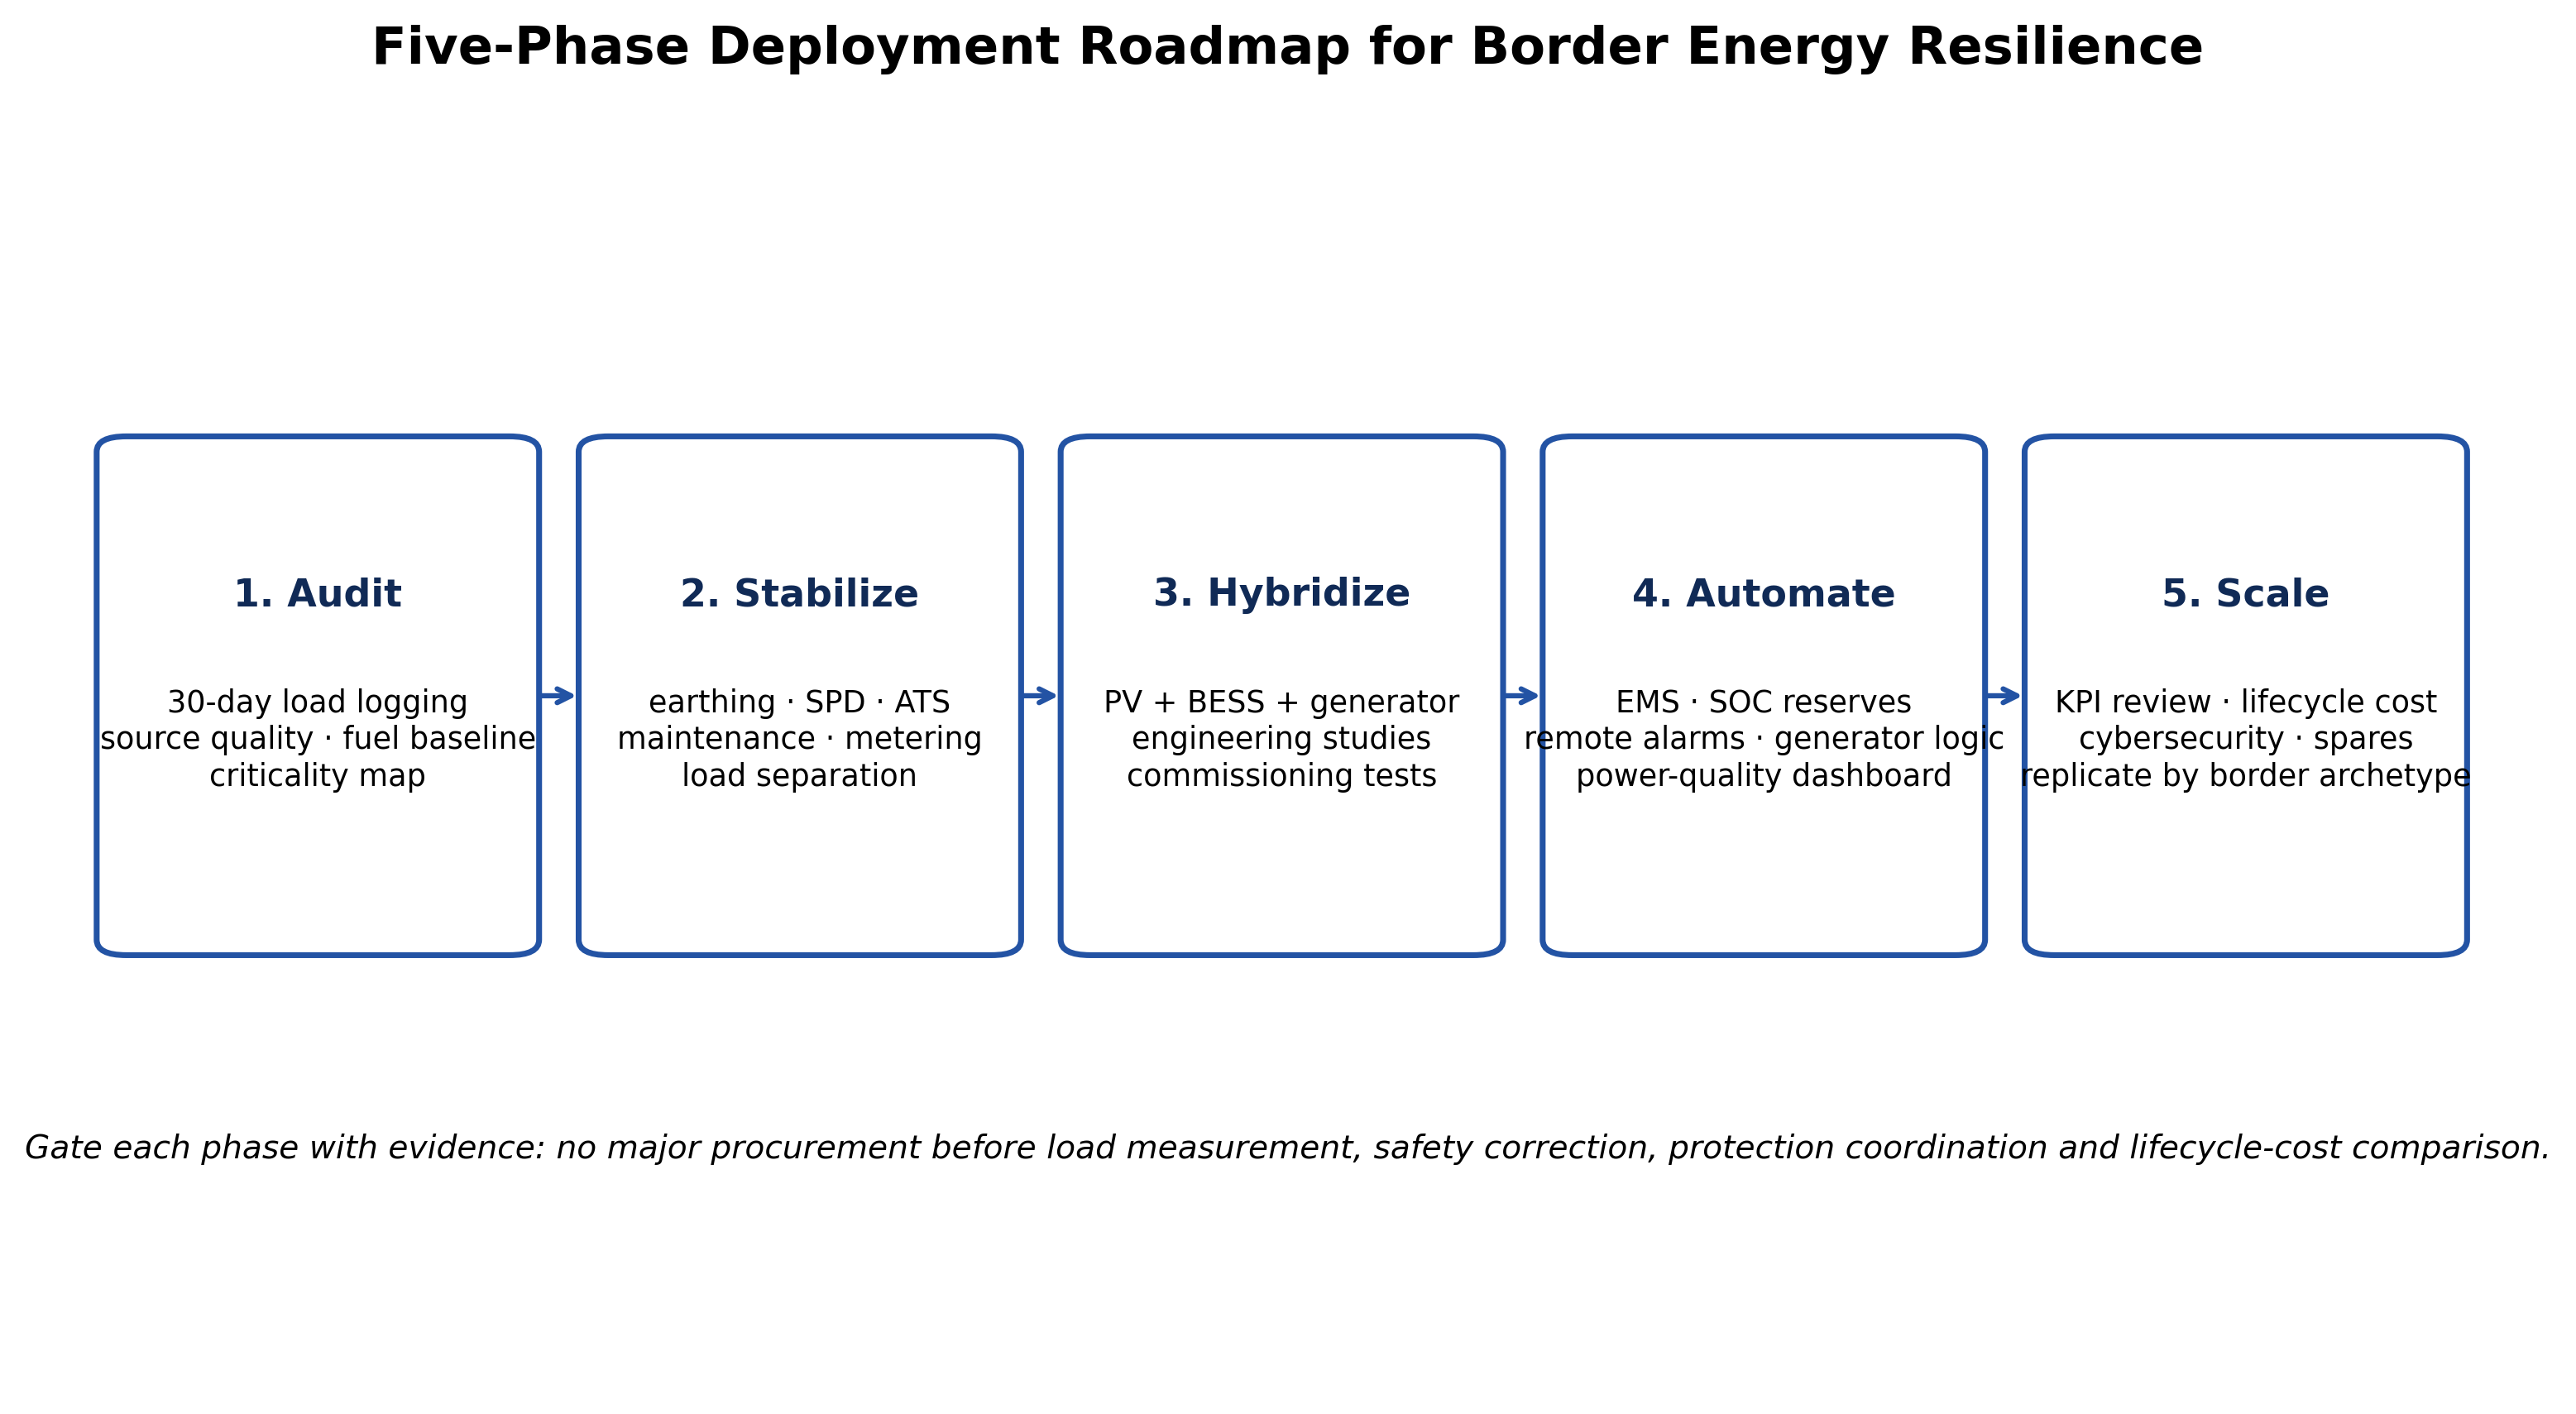 Five-Phase Deployment Roadmap for Border Energy Resilience
1. Audit
30-day load logging
source quality · fuel baseline
criticality map
2. Stabilize
earthing · SPD · ATS
maintenance · metering
load separation
3. Hybridize
PV + BESS + generator
engineering studies
commissioning tests
4. Automate
EMS · SOC reserves
remote alarms · generator logic
power-quality dashboard
5. Scale
KPI review · lifecycle cost
cybersecurity · spares
replicate by border archetype
Gate each phase with evidence: no major procurement before load measurement, safety correction, protection coordination and lifecycle-cost comparison.